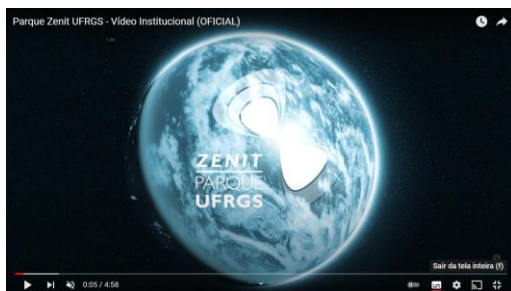 Parque Zenit UFRGS - Vídeo Institucional (OFICIAL)
ZENIT
PARQUE
UFRGS
Sair da tela inteira (f)
0:05 / 4:58